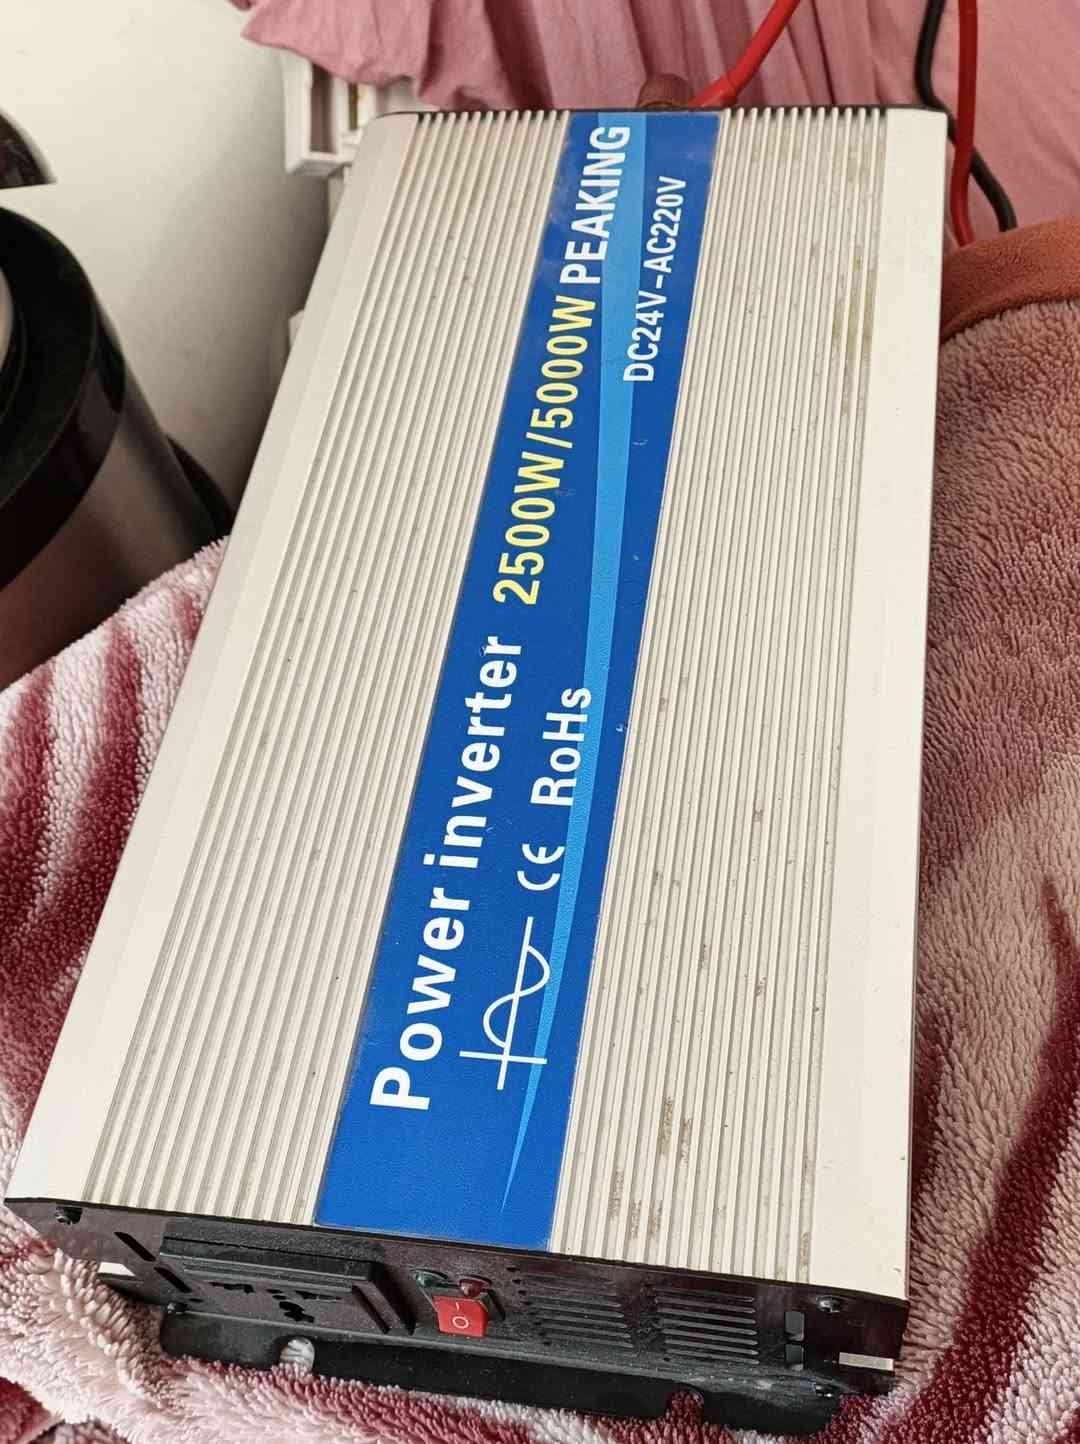 Power inverter 2500W/5000W PEAKING
CE RoHs DC24V-AC220V